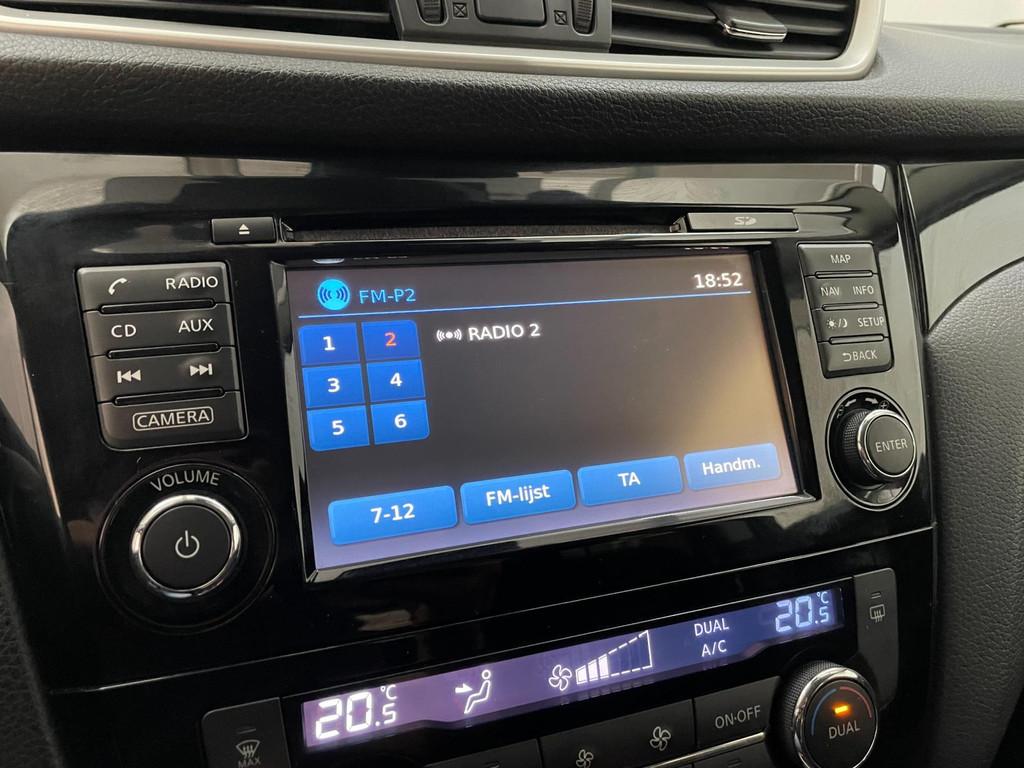 SD
RADIO
CD AUX
CAMERA
VOLUME
FM-P2
18:52
1 2
3 4
5 6
RADIO 2
7-12 FM-lijst TA Handm.
MAP
NAV INFO
SETUP
BACK
ENTER
20.5 °C
DUAL
A/C
20.5 °C
MAX
ON·OFF
DUAL